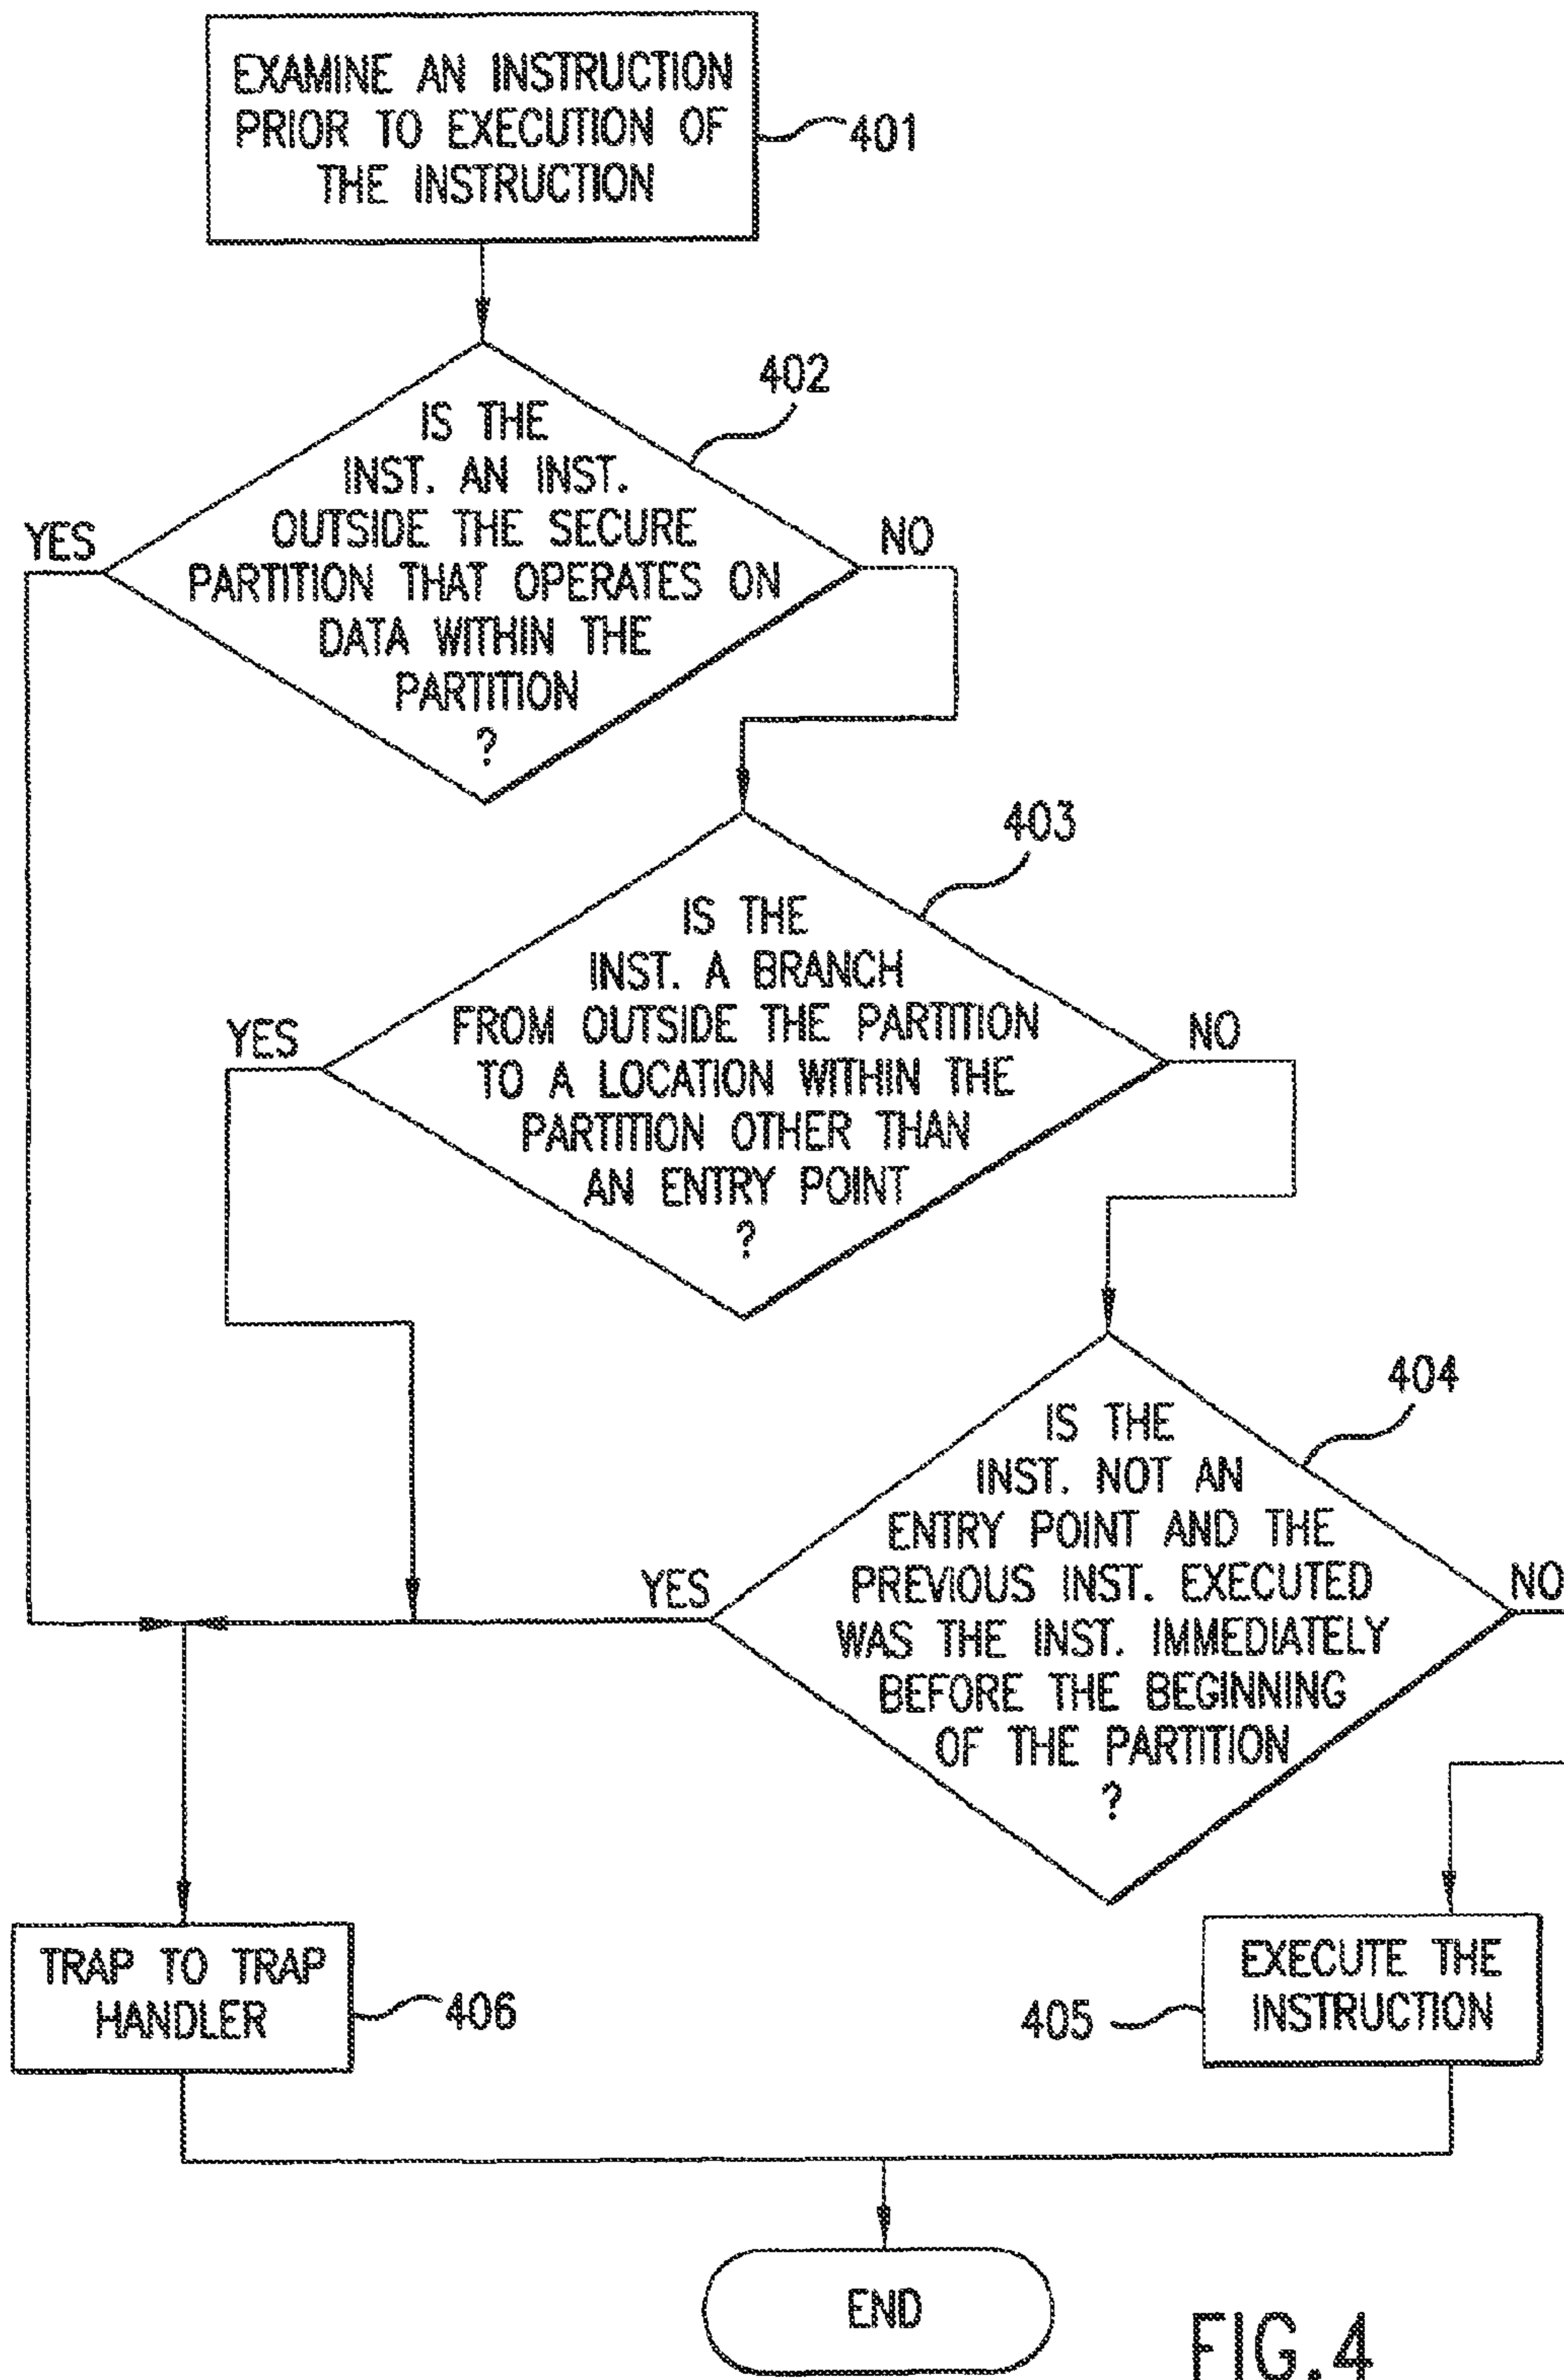 EXAMINE AN INSTRUCTION
PRIOR TO EXECUTION OF
THE INSTRUCTION
401
402
IS THE
INST. AN INST.
OUTSIDE THE SECURE
PARTITION THAT OPERATES ON
DATA WITHIN THE
PARTITION
?
YES
NO
403
IS THE
INST. A BRANCH
FROM OUTSIDE THE PARTITION
TO A LOCATION WITHIN THE
PARTITION OTHER THAN
AN ENTRY POINT
?
YES
NO
404
IS THE
INST. NOT AN
ENTRY POINT AND THE
PREVIOUS INST. EXECUTED
WAS THE INST. IMMEDIATELY
BEFORE THE BEGINNING
OF THE PARTITION
?
YES
NO
TRAP TO TRAP
HANDLER
406
405
EXECUTE THE
INSTRUCTION
END
FIG.4